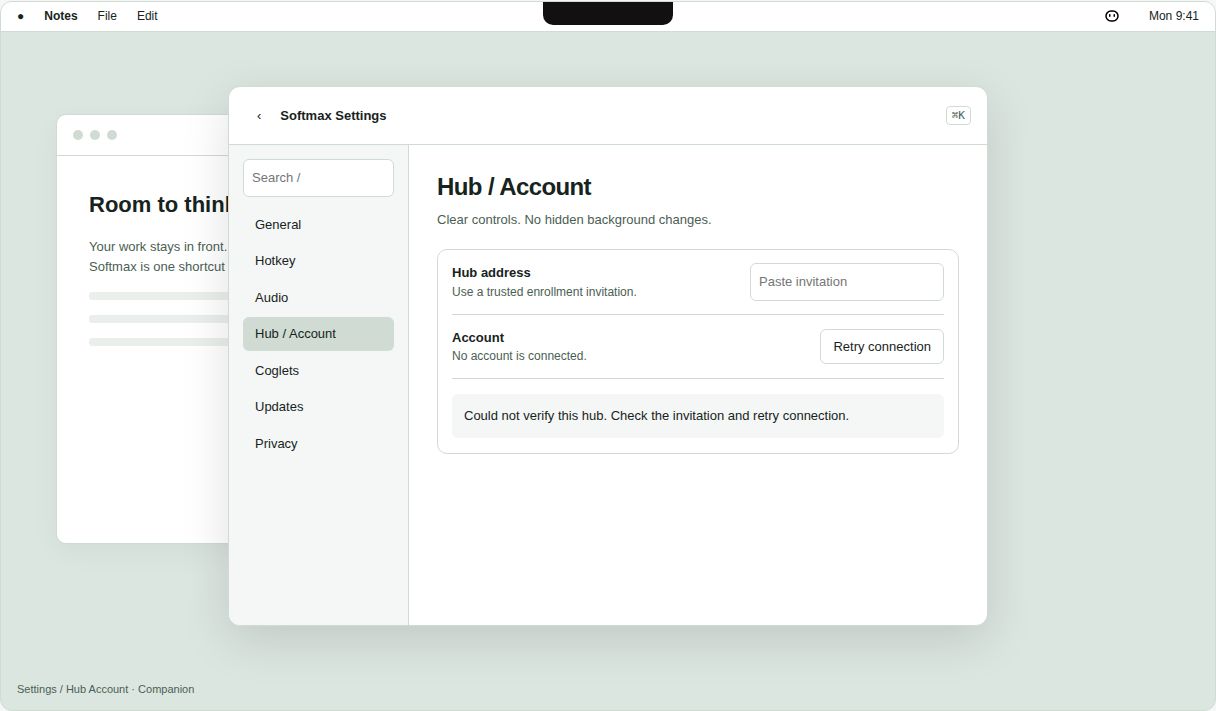 Notes File Edit
Mon 9:41
‹ Softmax Settings
⌘K
Room to think
Your work stays in front.
Softmax is one shortcut
Search /
General
Hotkey
Audio
Hub / Account
Coglets
Updates
Privacy
Hub / Account
Clear controls. No hidden background changes.
Hub address
Use a trusted enrollment invitation.
Paste invitation
Account
No account is connected.
Retry connection
Could not verify this hub. Check the invitation and retry connection.
Settings / Hub Account · Companion